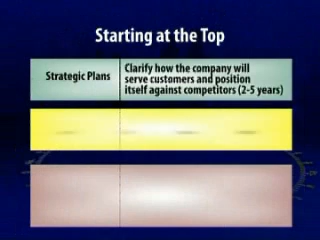 Starting at the Top
Strategic Plans
Clarify how the company will
serve customers and position
itself against competitors (2-5 years)